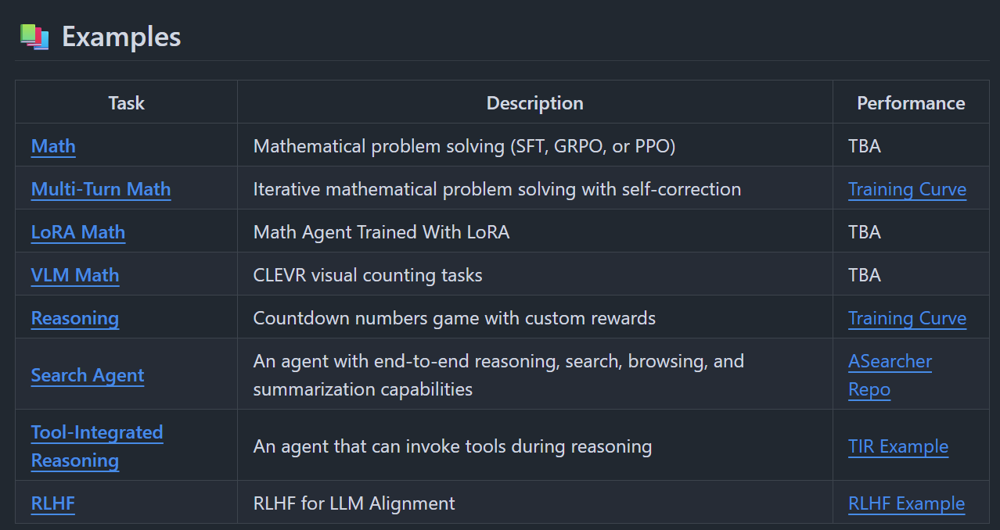 Examples
Task Description Performance
Math Mathematical problem solving (SFT, GRPO, or PPO) TBA
Multi-Turn Math Iterative mathematical problem solving with self-correction Training Curve
LoRA Math Math Agent Trained With LoRA TBA
VLM Math CLEVR visual counting tasks TBA
Reasoning Countdown numbers game with custom rewards Training Curve
Search Agent
An agent with end-to-end reasoning, search, browsing, and
summarization capabilities
ASearcher
Repo
Tool-Integrated
Reasoning
An agent that can invoke tools during reasoning
TIR Example
RLHF RLHF for LLM Alignment RLHF Example